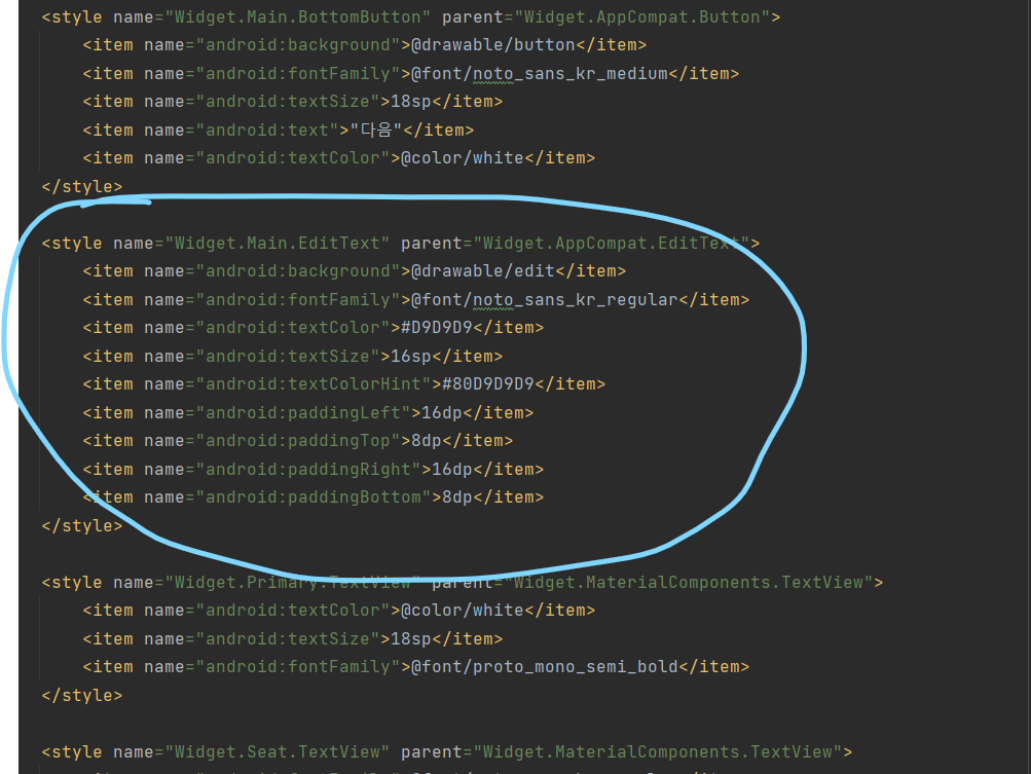 <style name="Widget.Main.BottomButton" parent="Widget.AppCompat.Button">
<item name="android:background">@drawable/button</item>
<item name="android:fontFamily">@font/noto_sans_kr_medium</item>
<item name="android:textSize">18sp</item>
<item name="android:text">"다음"</item>
<item name="android:textColor">@color/white</item>
</style>
<style name="Widget.Main.EditText" parent="Widget.AppCompat.EditText">
<item name="android:background">@drawable/edit</item>
<item name="android:fontFamily">@font/noto_sans_kr_regular</item>
<item name="android:textColor">#D9D9D9</item>
<item name="android:textSize">16sp</item>
<item name="android:textColorHint">#80D9D9D9</item>
<item name="android:paddingLeft">16dp</item>
<item name="android:paddingTop">8dp</item>
<item name="android:paddingRight">16dp</item>
<item name="android:paddingBottom">8dp</item>
</style>
<style name="Widget.Primary.TextView" parent="Widget.MaterialComponents.TextView">
<item name="android:textColor">@color/white</item>
<item name="android:textSize">18sp</item>
<item name="android:fontFamily">@font/proto_mono_semi_bold</item>
</style>
<style name="Widget.Seat.TextView" parent="Widget.MaterialComponents.TextView">